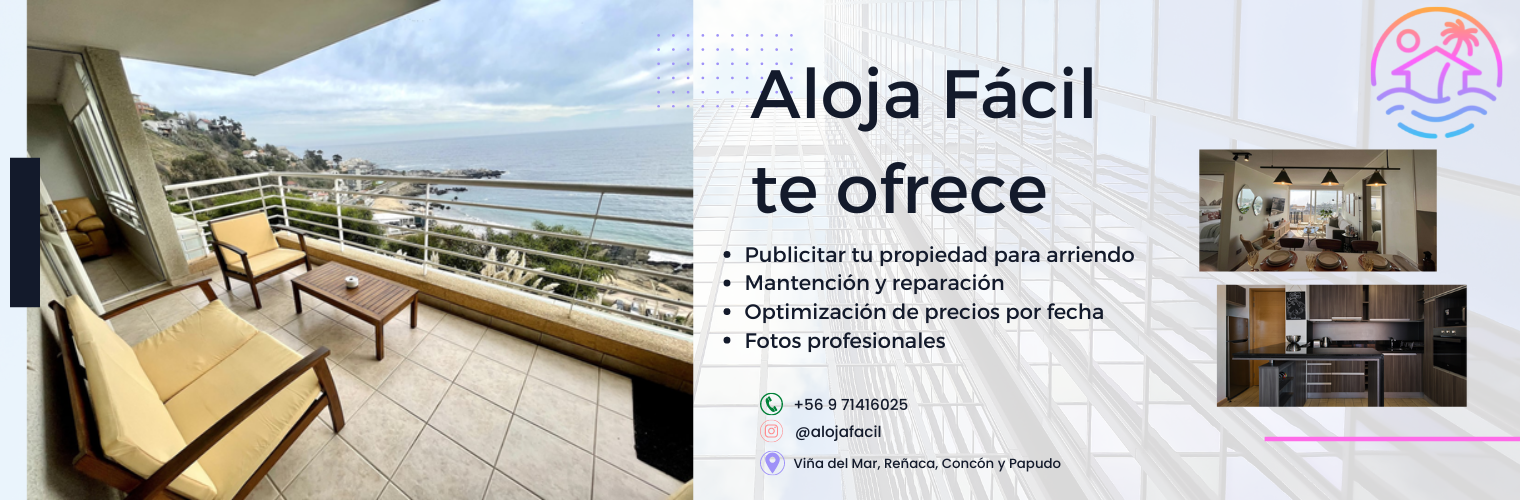 Aloja Fácil
te ofrece
• Publicitar tu propiedad para arriendo
• Mantención y reparación
• Optimización de precios por fecha
• Fotos profesionales
+56 9 71416025
@alojafacil
Viña del Mar, Reñaca, Concón y Papudo